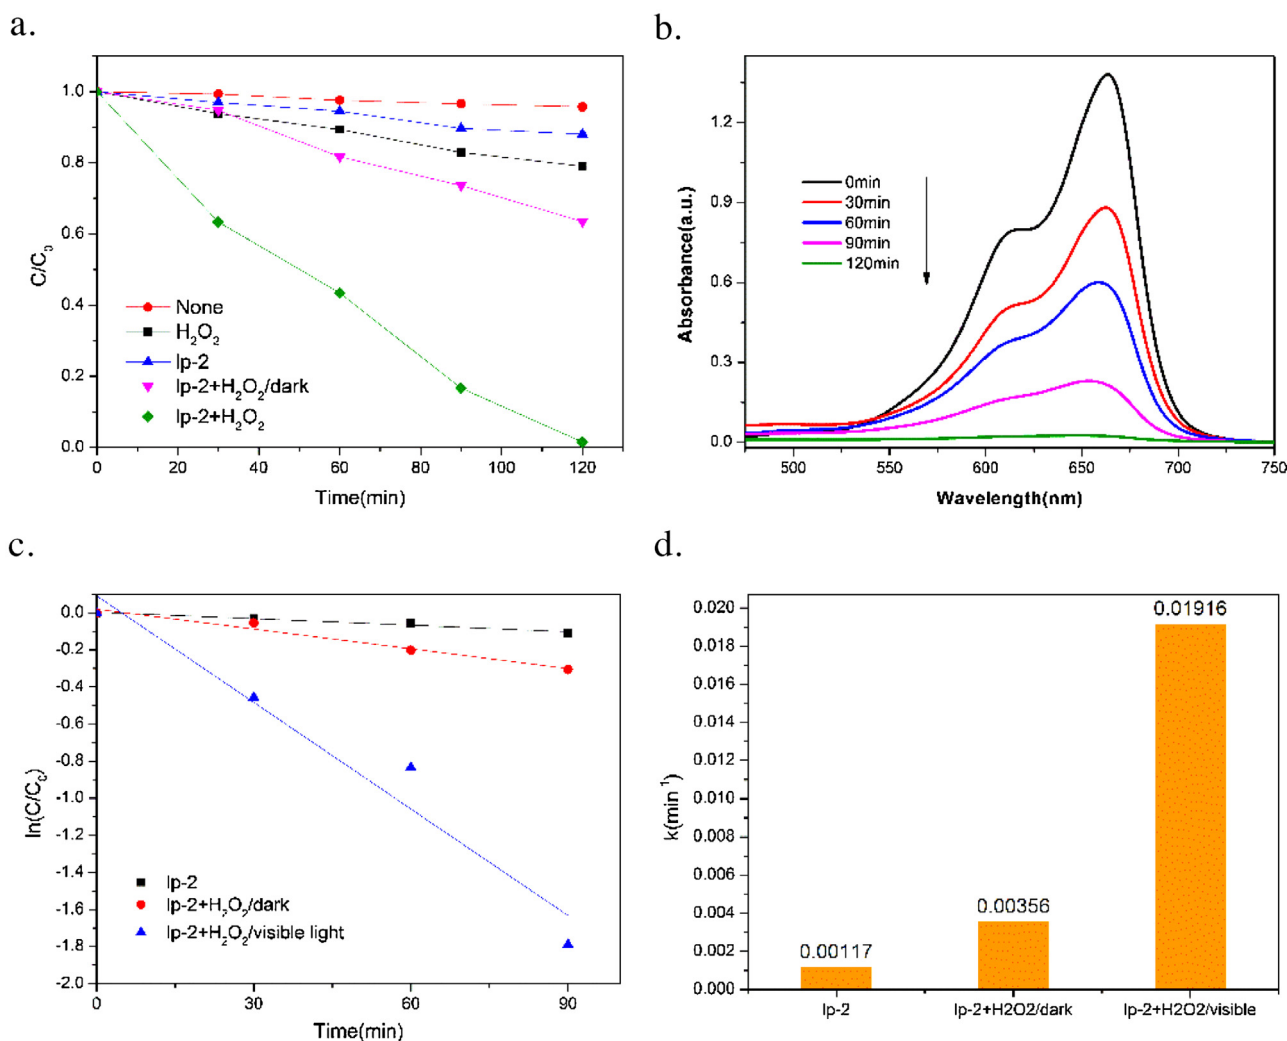 a.
1.0
0.8
0.6
0.4
0.2
0.0
C/C₀
None
H₂O₂
Ip-2
Ip-2+H₂O₂/dark
Ip-2+H₂O₂
0 20 40 60 80 100 120
Time(min)
b.
1.2
0.9
0.6
0.3
0.0
Absorbance(a.u.)
0min
30min
60min
90min
120min
500 550 600 650 700 750
Wavelength(nm)
c.
0.0
-0.2
-0.4
-0.6
-0.8
-1.0
-1.2
-1.4
-1.6
-1.8
-2.0
ln(C/C₀)
Ip-2
Ip-2+H₂O₂/dark
Ip-2+H₂O₂/visible light
0 30 60 90
Time(min)
d.
0.020
0.018
0.016
0.014
0.012
0.010
0.008
0.006
0.004
0.002
0.000
k(min⁻¹)
0.00117
0.00356
0.01916
Ip-2 Ip-2+H2O2/dark Ip-2+H2O2/visible